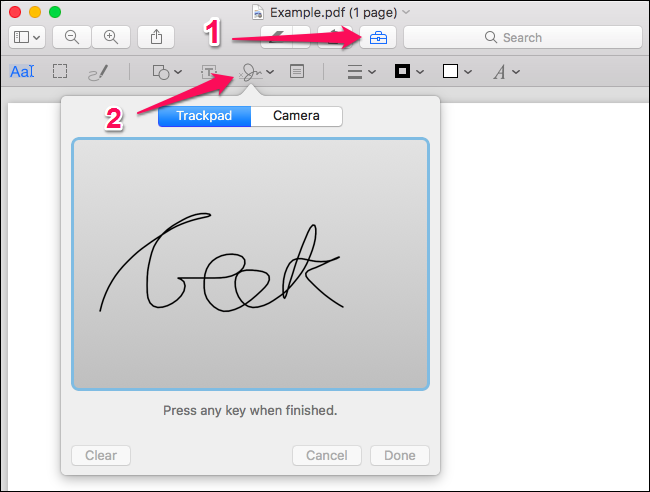 Example.pdf (1 page)
1
Search
AaI
T
A
2
Trackpad Camera
Geek
Press any key when finished.
Clear Cancel Done